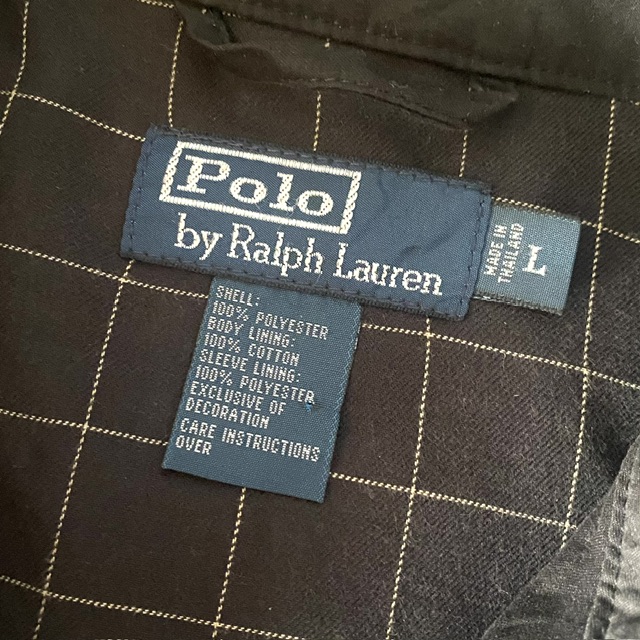 Polo
by Ralph Lauren
MADE IN
THAILAND
L
SHELL:
100% POLYESTER
BODY LINING:
100% COTTON
SLEEVE LINING:
100% POLYESTER
EXCLUSIVE OF
DECORATION
CARE INSTRUCTIONS
OVER